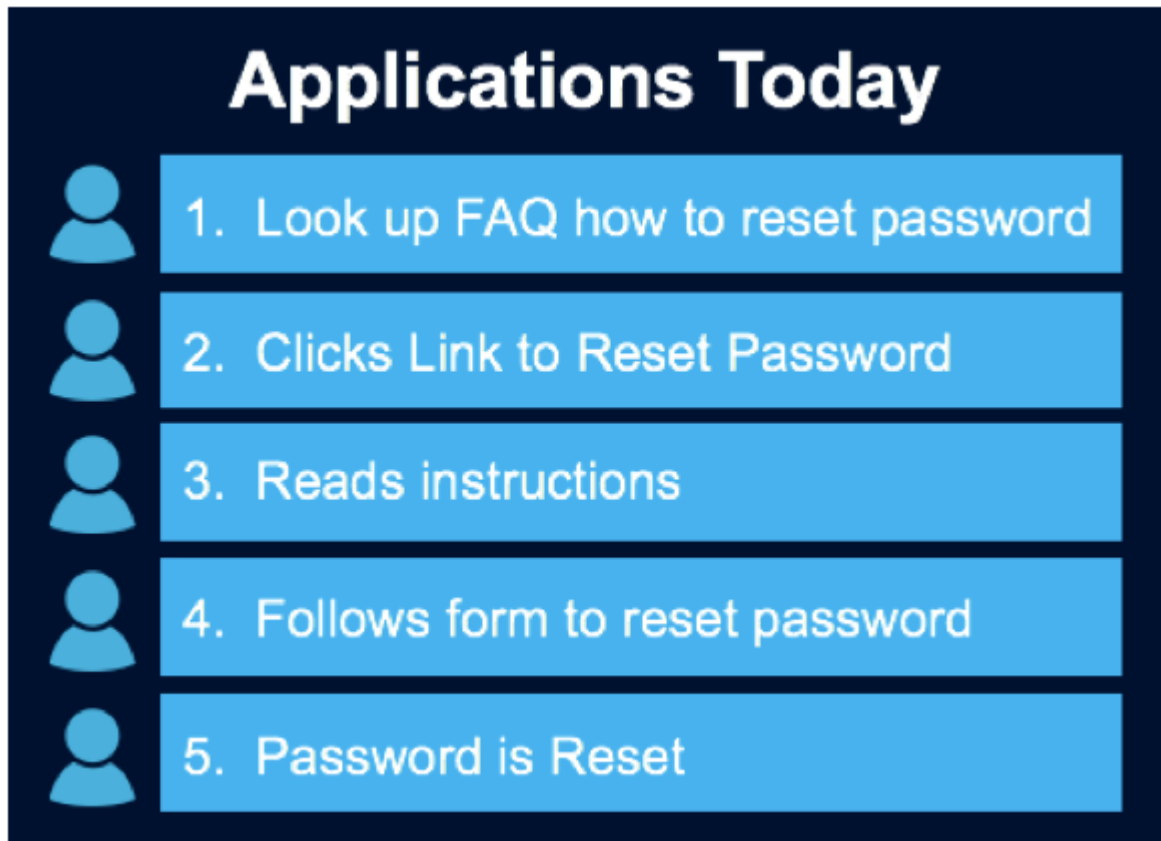 Applications Today
1. Look up FAQ how to reset password
2. Clicks Link to Reset Password
3. Reads instructions
4. Follows form to reset password
5. Password is Reset